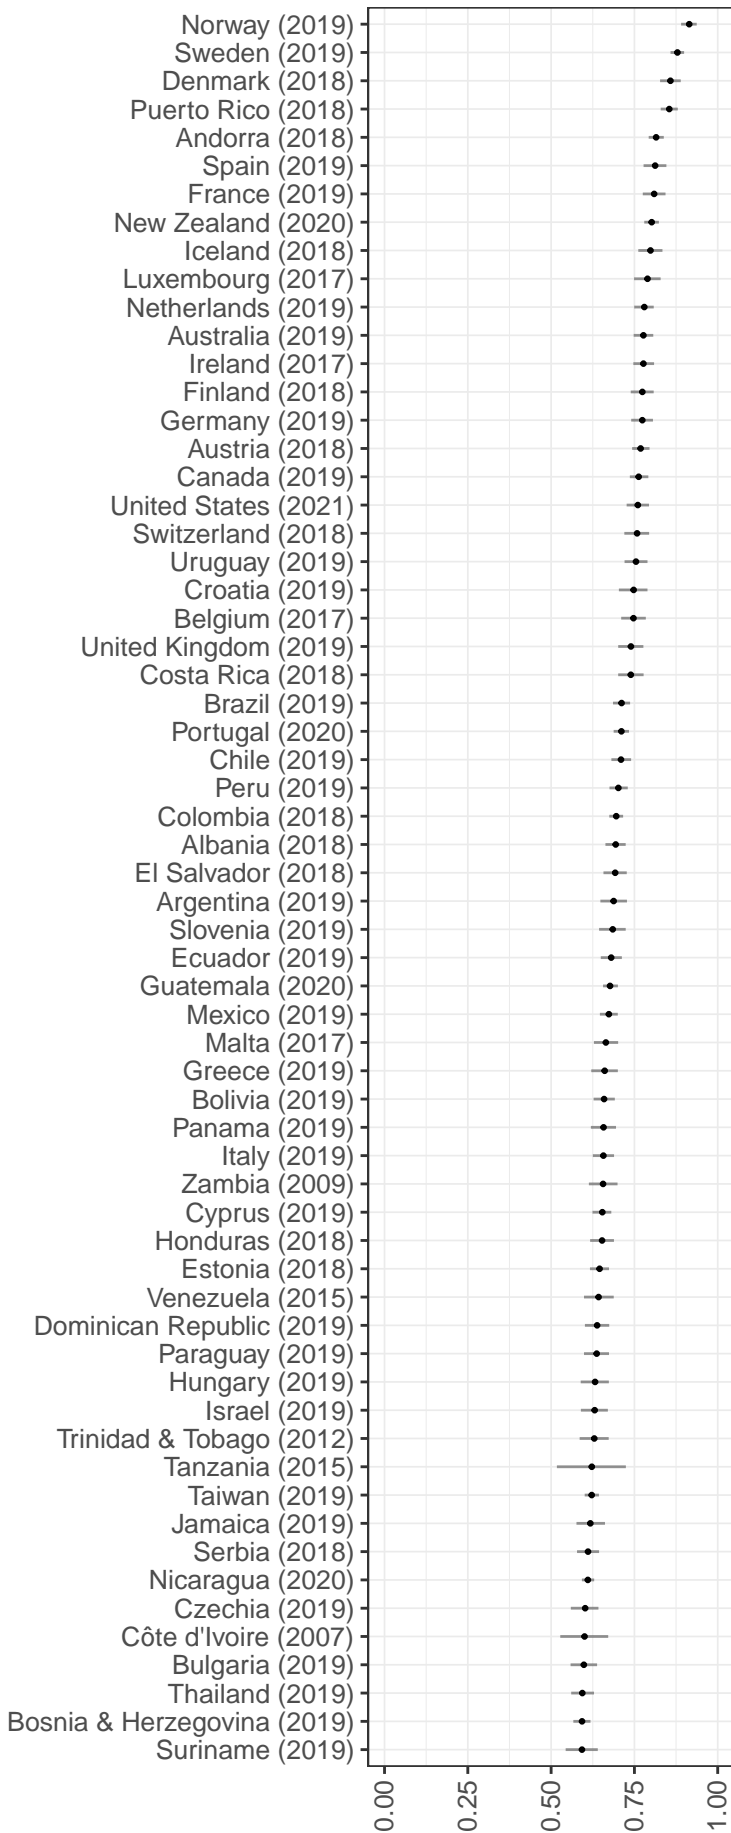 Norway (2019)
Sweden (2019)
Denmark (2018)
Puerto Rico (2018)
Andorra (2018)
Spain (2019)
France (2019)
New Zealand (2020)
Iceland (2018)
Luxembourg (2017)
Netherlands (2019)
Australia (2019)
Ireland (2017)
Finland (2018)
Germany (2019)
Austria (2018)
Canada (2019)
United States (2021)
Switzerland (2018)
Uruguay (2019)
Croatia (2019)
Belgium (2017)
United Kingdom (2019)
Costa Rica (2018)
Brazil (2019)
Portugal (2020)
Chile (2019)
Peru (2019)
Colombia (2018)
Albania (2018)
El Salvador (2018)
Argentina (2019)
Slovenia (2019)
Ecuador (2019)
Guatemala (2020)
Mexico (2019)
Malta (2017)
Greece (2019)
Bolivia (2019)
Panama (2019)
Italy (2019)
Zambia (2009)
Cyprus (2019)
Honduras (2018)
Estonia (2018)
Venezuela (2015)
Dominican Republic (2019)
Paraguay (2019)
Hungary (2019)
Israel (2019)
Trinidad & Tobago (2012)
Tanzania (2015)
Taiwan (2019)
Jamaica (2019)
Serbia (2018)
Nicaragua (2020)
Czechia (2019)
Côte d'Ivoire (2007)
Bulgaria (2019)
Thailand (2019)
Bosnia & Herzegovina (2019)
Suriname (2019)
0.00
0.25
0.50
0.75
1.00